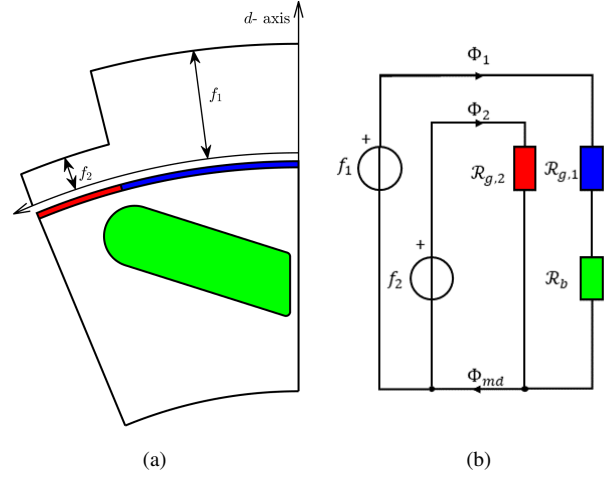 d- axis
f₁
f₂
(a)
Φ₁
Φ₂
+
f₁
ℛg,2
ℛg,1
+
f₂
ℛb
Φmd
(b)